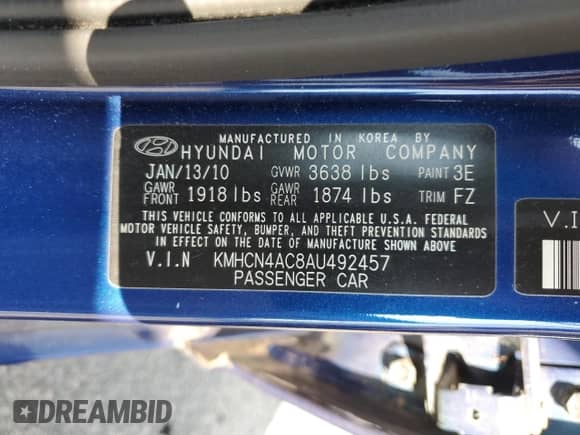 MANUFACTURED IN KOREA BY
HYUNDAI MOTOR COMPANY
JAN/13/10 GVWR 3638 lbs PAINT 3E
GAWR FRONT 1918 lbs GAWR REAR 1874 lbs TRIM FZ
THIS VEHICLE CONFORMS TO ALL APPLICABLE U.S.A. FEDERAL
MOTOR VEHICLE SAFETY, BUMPER, AND THEFT PREVENTION STANDARDS
IN EFFECT ON THE DATE OF MANUFACTURE SHOWN ABOVE.
V.I.N KMHCN4AC8AU492457
PASSENGER CAR
V.I
DREAMBID